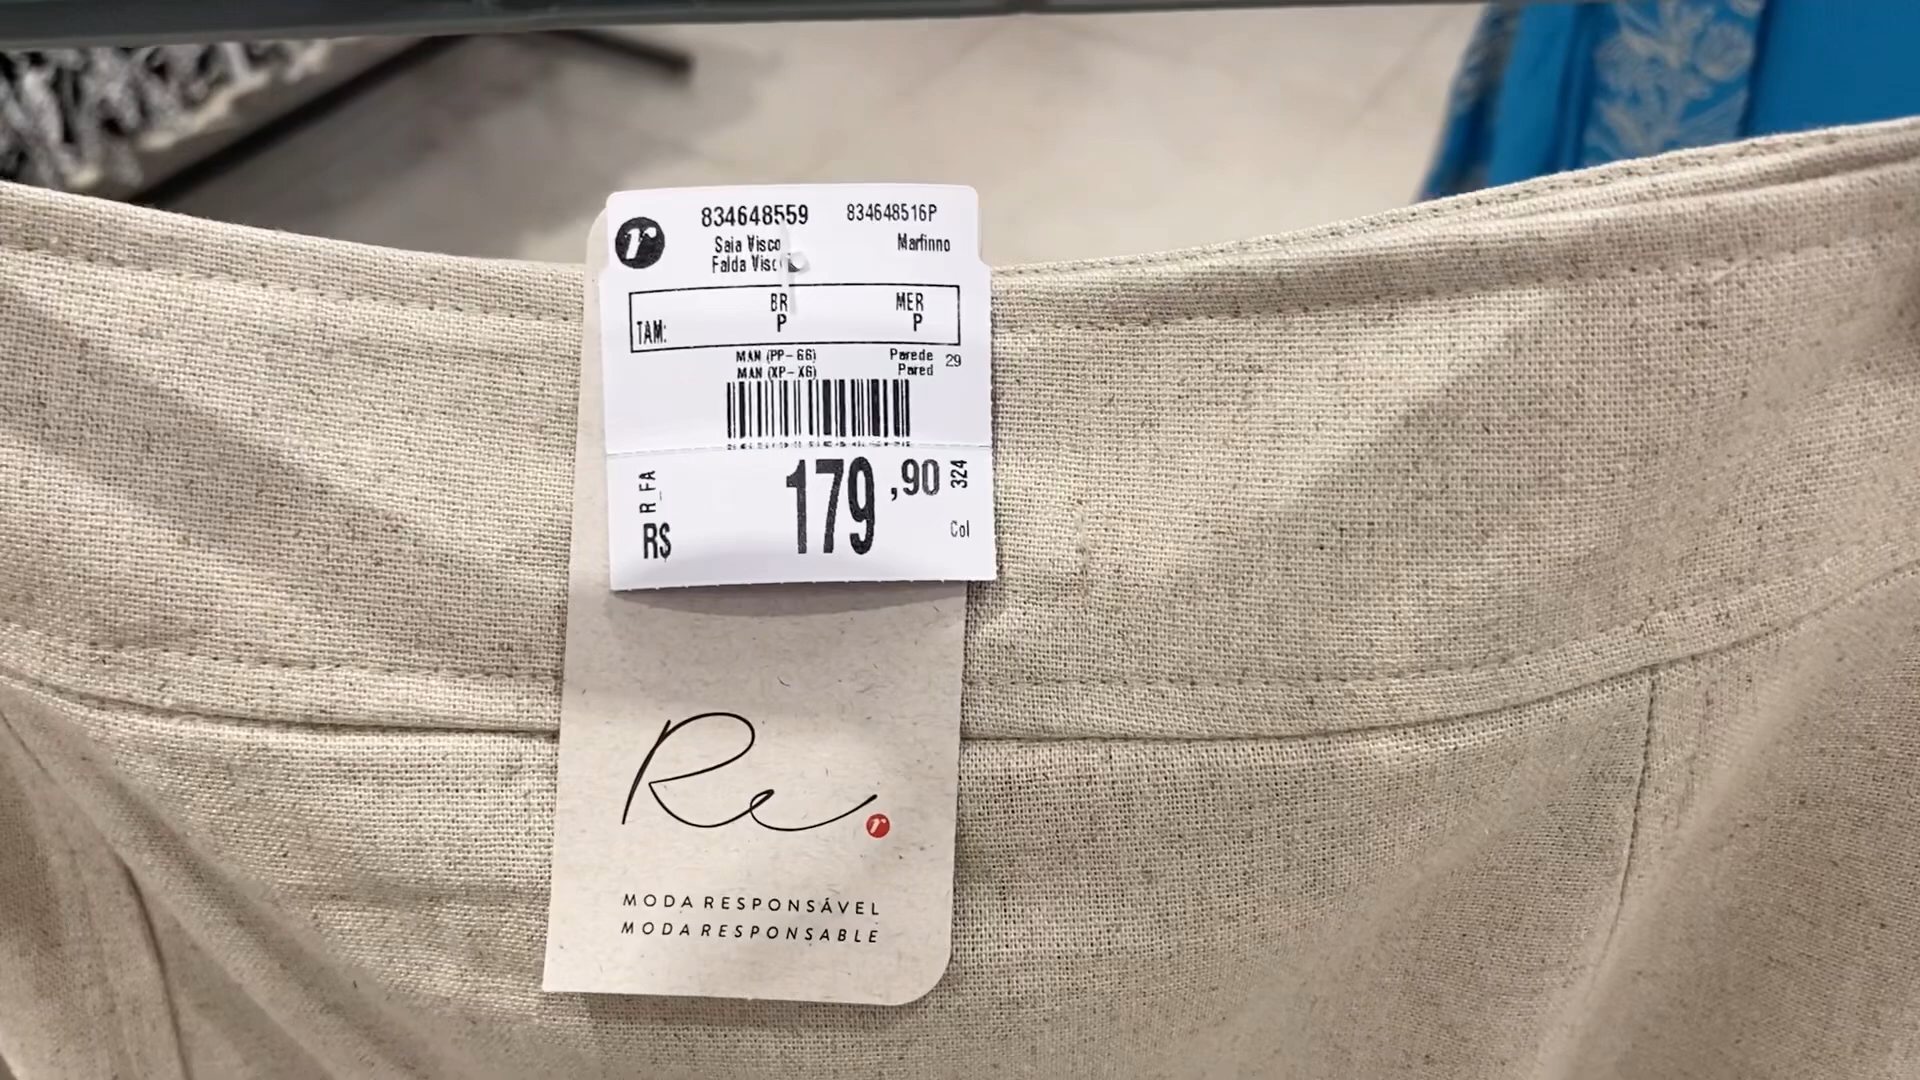 r
834648559 834648516P
Saia Visco Marfinno
Falda Visc
BR MER
TAM: P P
MAN (PP-GG) Parede 29
MAN (XP-XG) Pared
R_FA
R$ 179,90 324
Col
Re
r
MODA RESPONSÁVEL
MODA RESPONSABLE